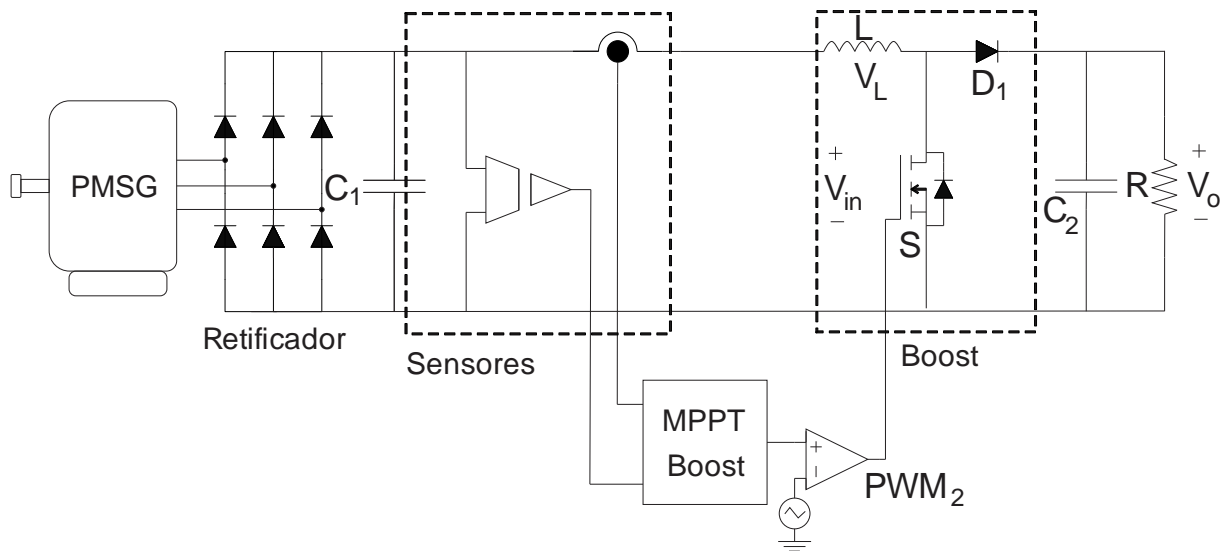 PMSG
C1
L
VL
D1
+
Vin
−
S
C2
R
+
Vo
−
Retificador
Sensores
Boost
MPPT
Boost
+
-
PWM2